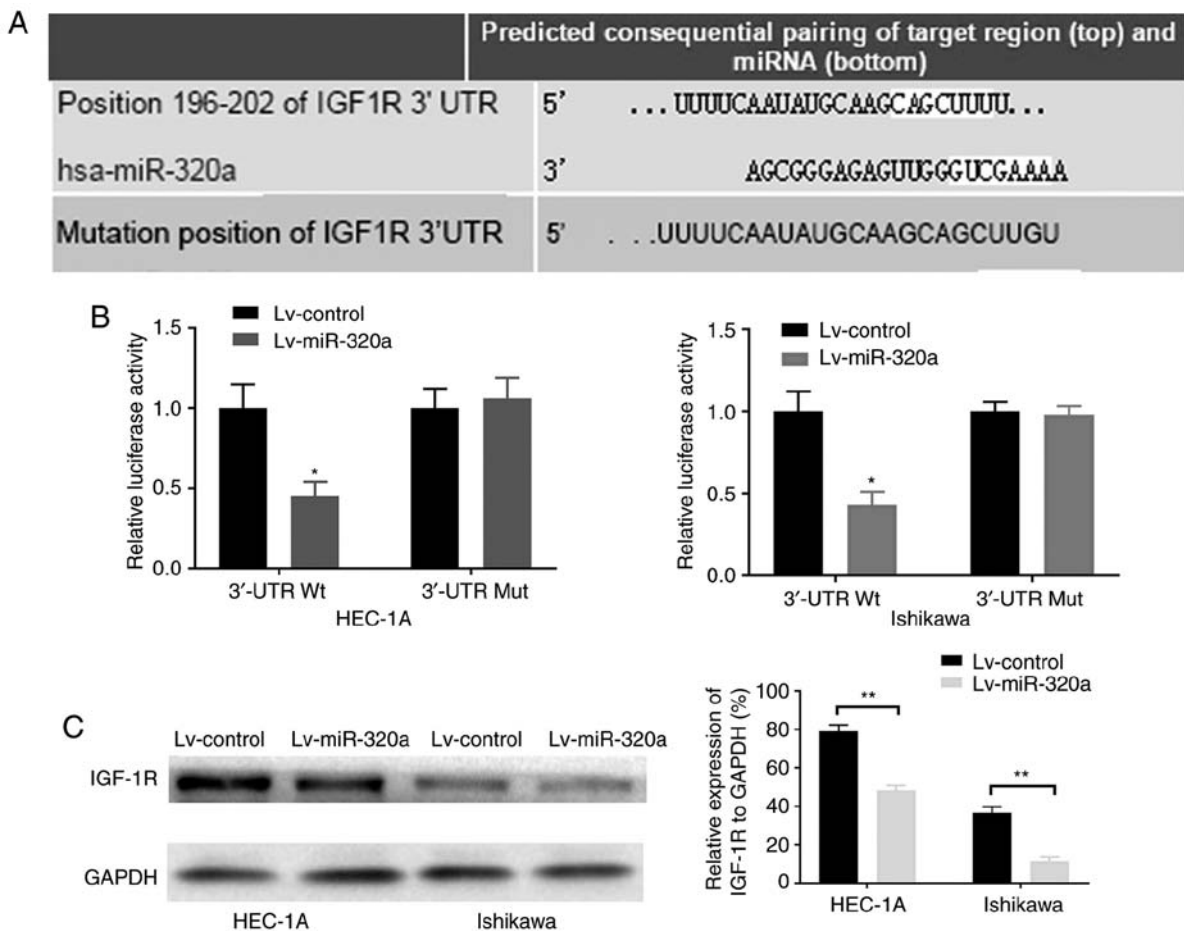 A
Predicted consequential pairing of target region (top) and
miRNA (bottom)
Position 196-202 of IGF1R 3' UTR 5' ...UUUUCAAUAUGCAAGCAGCUUUU...
hsa-miR-320a 3' AGCGGGAGAGUUGGGUCGAAAA
Mutation position of IGF1R 3'UTR 5' . ...UUUUCAAUAUGCAAGCAGCUUGU
B
Lv-control
Lv-miR-320a
Relative luciferase activity
1.5
1.0
0.5
0.0
*
3′-UTR Wt 3′-UTR Mut
HEC-1A
Lv-control
Lv-miR-320a
Relative luciferase activity
1.5
1.0
0.5
0.0
*
3′-UTR Wt 3′-UTR Mut
Ishikawa
C
Lv-control Lv-miR-320a Lv-control Lv-miR-320a
IGF-1R
GAPDH
HEC-1A Ishikawa
Lv-control
Lv-miR-320a
Relative expression of
IGF-1R to GAPDH (%)
80
60
40
20
0
**
**
HEC-1A Ishikawa